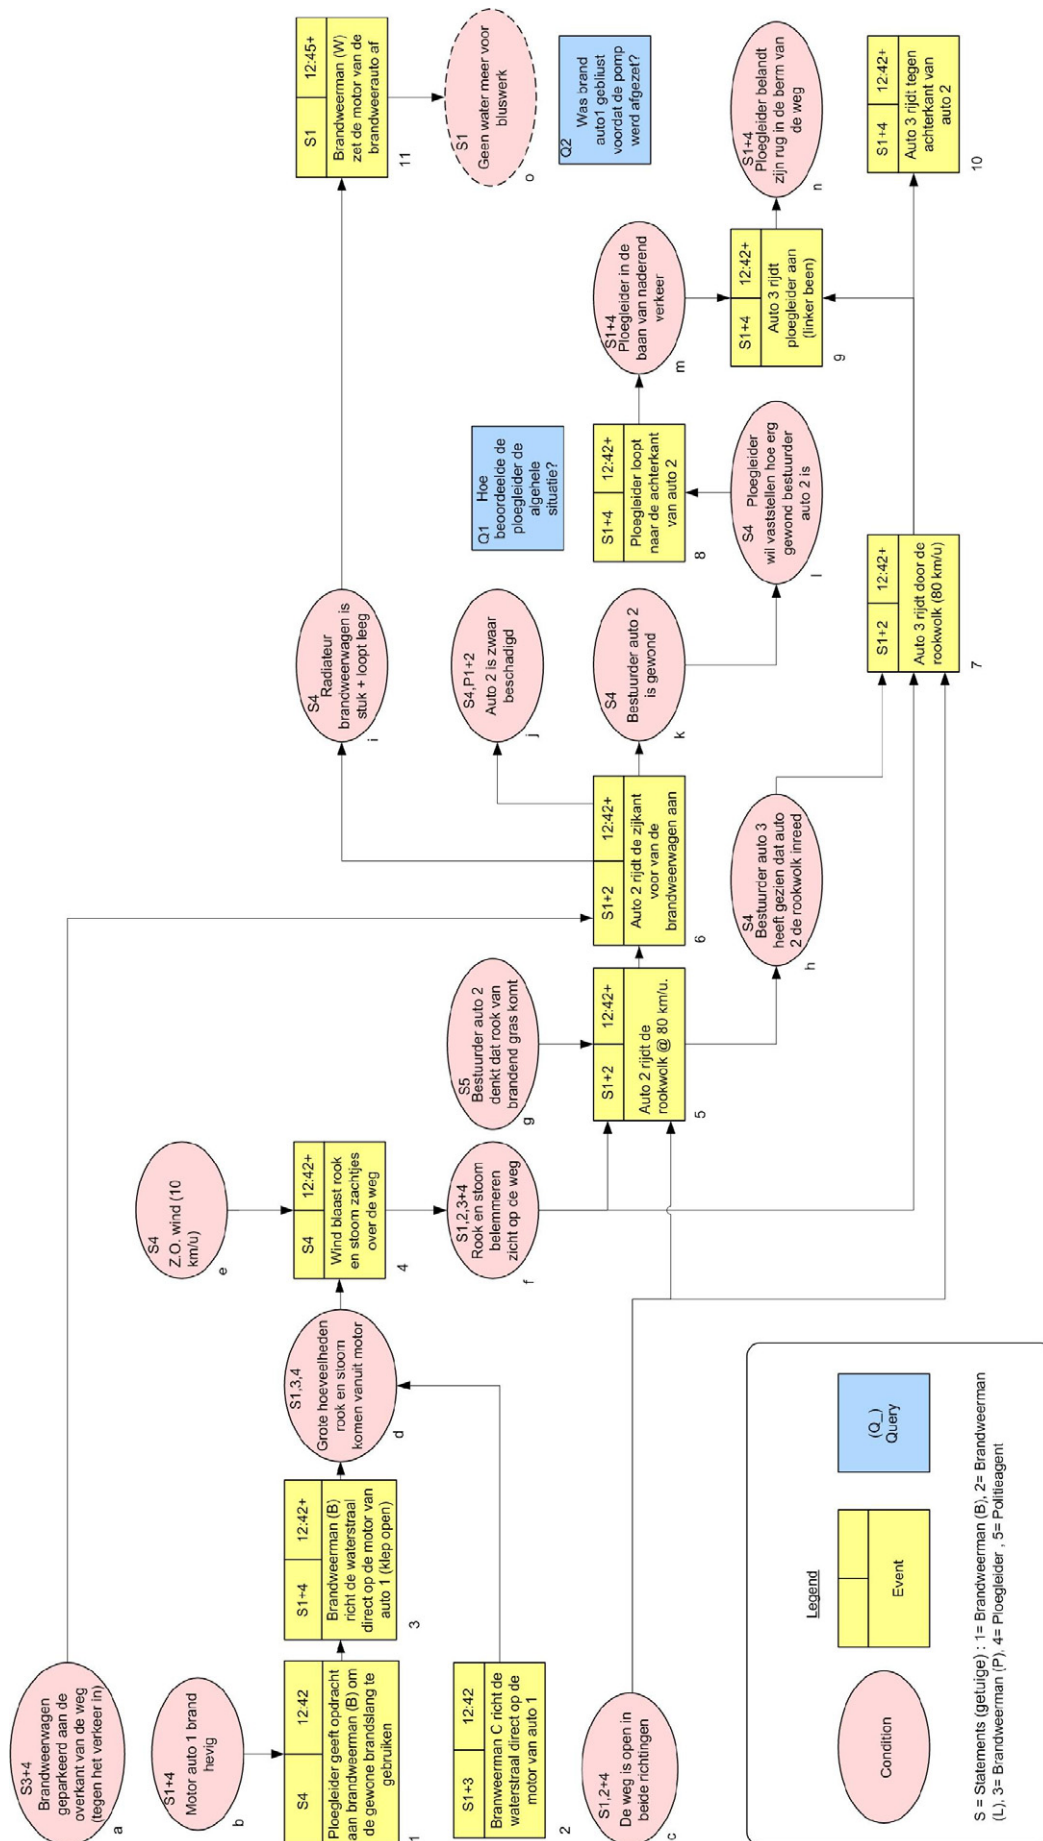 S3+4
Brandweerwagen
geparkeerd aan de
overkant van de weg
(tegen het verkeer in)
a
S1+4
Motor auto 1 brand
hevig
b
S4
12:42
Ploegleider geeft opdracht
aan brandweerman (B) om
de gewone brandslang te
gebruiken
1
S1+3
12:42
Branweerman C richt de
waterstraal direct op de
motor van auto 1
2
S1,2+4
De weg is open in
beide richtingen
c
S1+4
12:42+
Brandweerman (B)
richt de waterstraal
direct op de motor van
auto 1 (klep open)
3
S1,3,4
Grote hoeveelheden
rook en stoom
komen vanuit motor
d
S4
Z.O. wind (10
km/u)
e
S4
12:42+
Wind blaast rook
en stoom zachtjes
over de weg
4
S1,2,3+4
Rook en stoom
belemmeren
zicht op de weg
f
S5
Bestuurder auto 2
denkt dat rook van
brandend gras komt
g
S1+2
12:42+
Auto 2 rijdt de
rookwolk @ 80 km/u.
5
S1+2
12:42+
Auto 2 rijdt de zijkant
voor van de
brandweerwagen aan
6
S4
Bestuurder auto 3
heeft gezien dat auto
2 de rookwolk inreed
h
S4
Radiateur
brandweerwagen is
stuk + loopt leeg
i
S4,P1+2
Auto 2 is zwaar
beschadigd
j
S4
Bestuurder auto 2
is gewond
k
S1+2
12:42+
Auto 3 rijdt door de
rookwolk (80 km/u)
7
Q1 Hoe
beoordeelde de
ploegleider de
algehele
situatie?
S1+4
12:42+
Ploegleider loopt
naar de achterkant
van auto 2
8
S4 Ploegleider
wil vaststellen hoe erg
gewond bestuurder
auto 2 is
l
S1+4
Ploegleider in de
baan van naderend
verkeer
m
S1+4
12:42+
Auto 3 rijdt
ploegleider aan
(linker been)
9
S1
12:45+
Brandweerman (W)
zet de motor van de
brandweerauto af
11
S1
Geen water meer voor
bluswerk
o
Q2
Was brand
auto1 gebliust
voordat de pomp
werd afgezet?
S1+4
Ploegleider belandt
zijn rug in de berm van
de weg
n
S1+4
12:42+
Auto 3 rijdt tegen
achterkant van
auto 2
10
Legend
Condition
Event
(Q_)
Query
S = Statements (getuige) : 1= Brandweerman (B), 2= Brandweerman
(L), 3= Brandweerman (P), 4= Ploegleider , 5= Politieagent